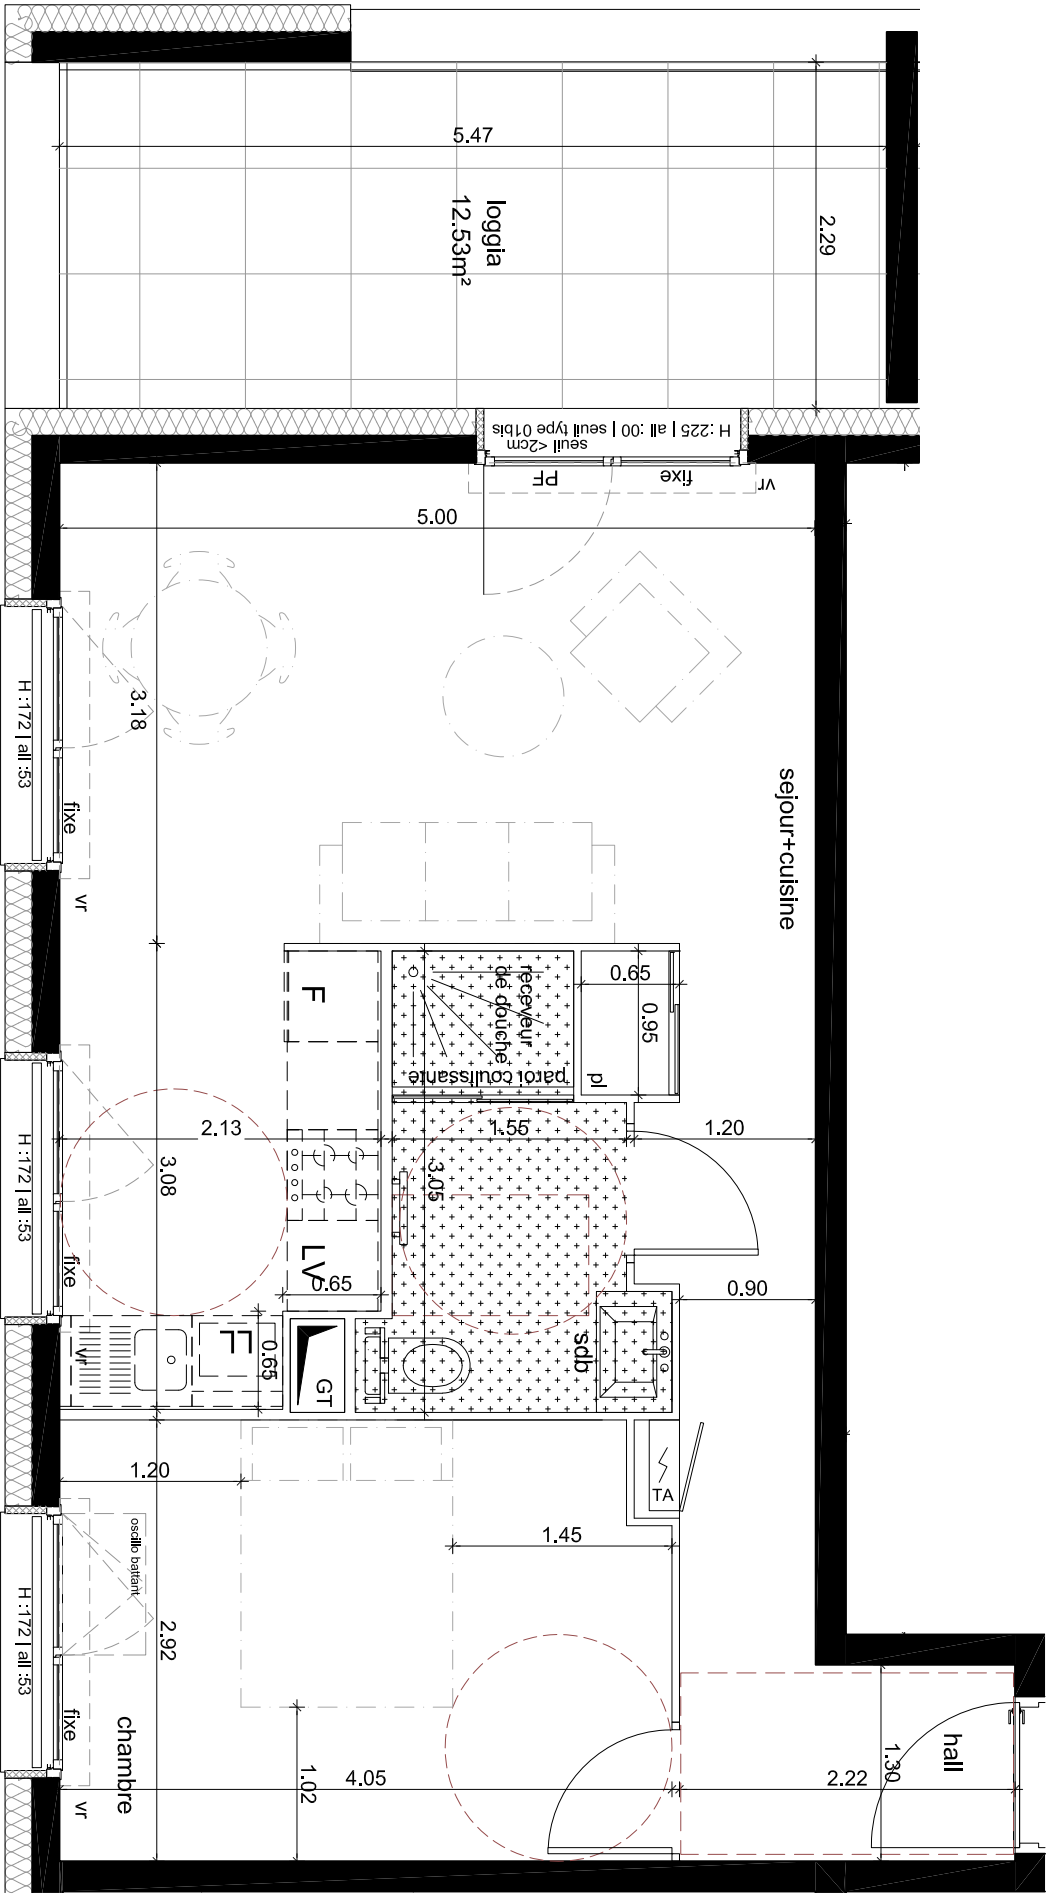 5.47
2.29
loggia
12.53m²
H :225 | all :00 | seuil type 01bis
seuil <2cm
PF
fixe
vr
5.00
3.18
H :172 | all :53
fixe
vr
sejour+cuisine
F
receveur
de douche
paroi coulissante
0.65
0.95
pl
2.13
1.55
1.20
3.08
3.05
H :172 | all :53
fixe
vr
LV
0.65
0.90
LL
0.65
GT
sdb
1.20
TA
1.45
oscillo battant
2.92
H :172 | all :53
fixe
vr
chambre
1.02
4.05
2.22
1.30
hall